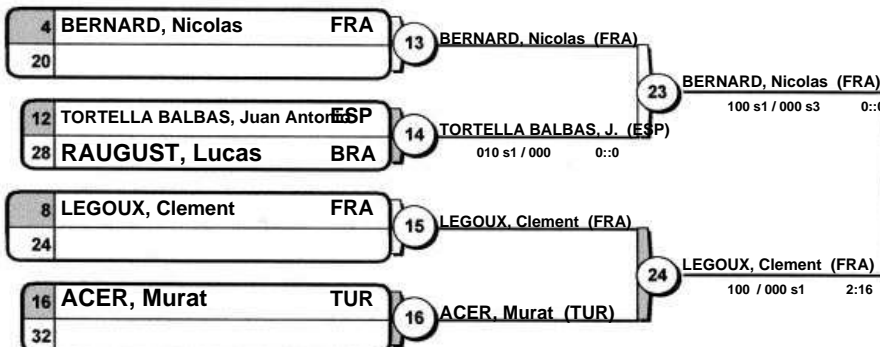 4 BERNARD, Nicolas FRA
20
13 BERNARD, Nicolas (FRA)
12 TORTELLA BALBAS, Juan Antonio ESP
28 RAUGUST, Lucas BRA
14 TORTELLA BALBAS, J. (ESP)
010 s1 / 000 0::0
23 BERNARD, Nicolas (FRA)
100 s1 / 000 s3 0::0
8 LEGOUX, Clement FRA
24
15 LEGOUX, Clement (FRA)
16 ACER, Murat TUR
32
16 ACER, Murat (TUR)
24 LEGOUX, Clement (FRA)
100 / 000 s1 2:16